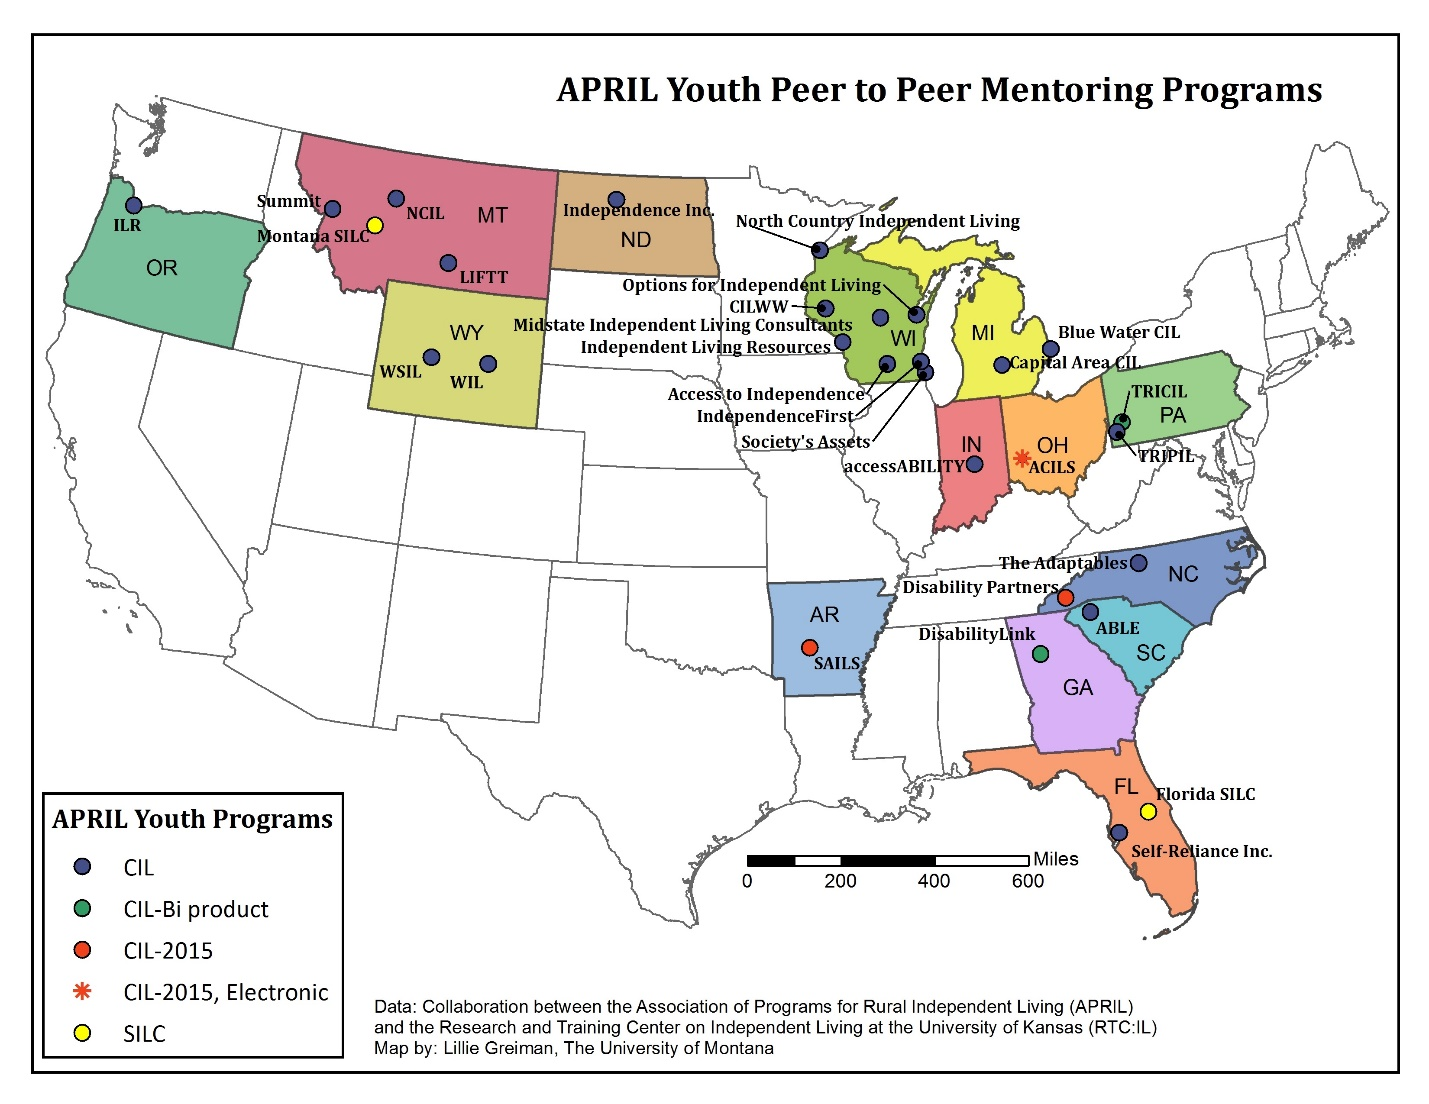 APRIL Youth Peer to Peer Mentoring Programs
Summit
NCIL
MT
ILR
Montana SILC
LIFTT
OR
Independence Inc.
ND
North Country Independent Living
Options for Independent Living
CILWW
Midstate Independent Living Consultants
Independent Living Resources
WI
MI
Blue Water CIL
Capital Area CIL
WY
WSIL
WIL
Access to Independence
IndependenceFirst
Society's Assets
TRICIL
PA
TRIPIL
IN
accessABILITY
OH
ACILS
The Adaptables
NC
Disability Partners
AR
SAILS
DisabilityLink
ABLE
SC
GA
FL
Florida SILC
Self-Reliance Inc.
Miles
0 200 400 600
APRIL Youth Programs
CIL
CIL-Bi product
CIL-2015
CIL-2015, Electronic
SILC
Data: Collaboration between the Association of Programs for Rural Independent Living (APRIL)
and the Research and Training Center on Independent Living at the University of Kansas (RTC:IL)
Map by: Lillie Greiman, The University of Montana